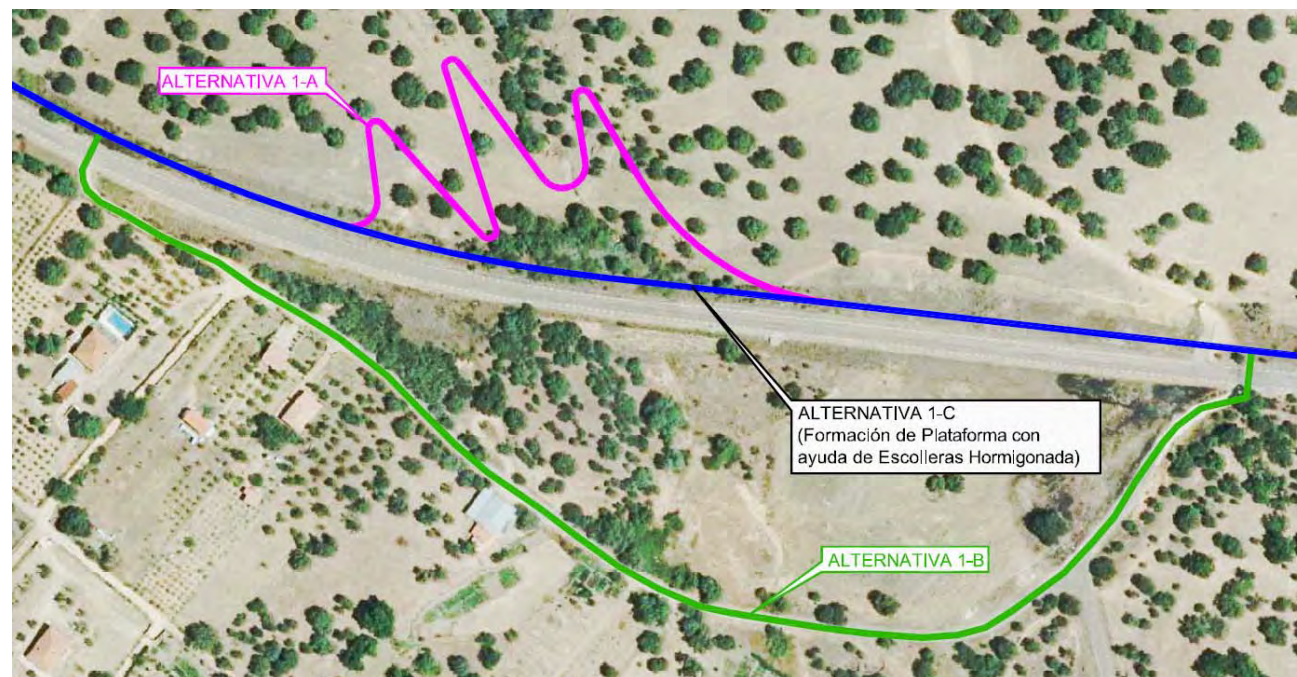 ALTERNATIVA 1-A
ALTERNATIVA 1-C
(Formación de Plataforma con
ayuda de Escolleras Hormigonada)
ALTERNATIVA 1-B